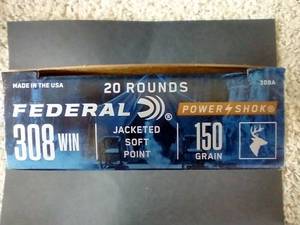 MADE IN THE USA
20 ROUNDS
308A
FEDERAL
POWER SHOK®
308 WIN
JACKETED
SOFT
POINT
150
GRAIN